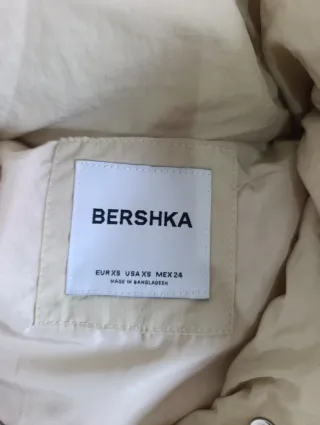 BERSHKA
EUR XS USA XS MEX 24
MADE IN BANGLADESH